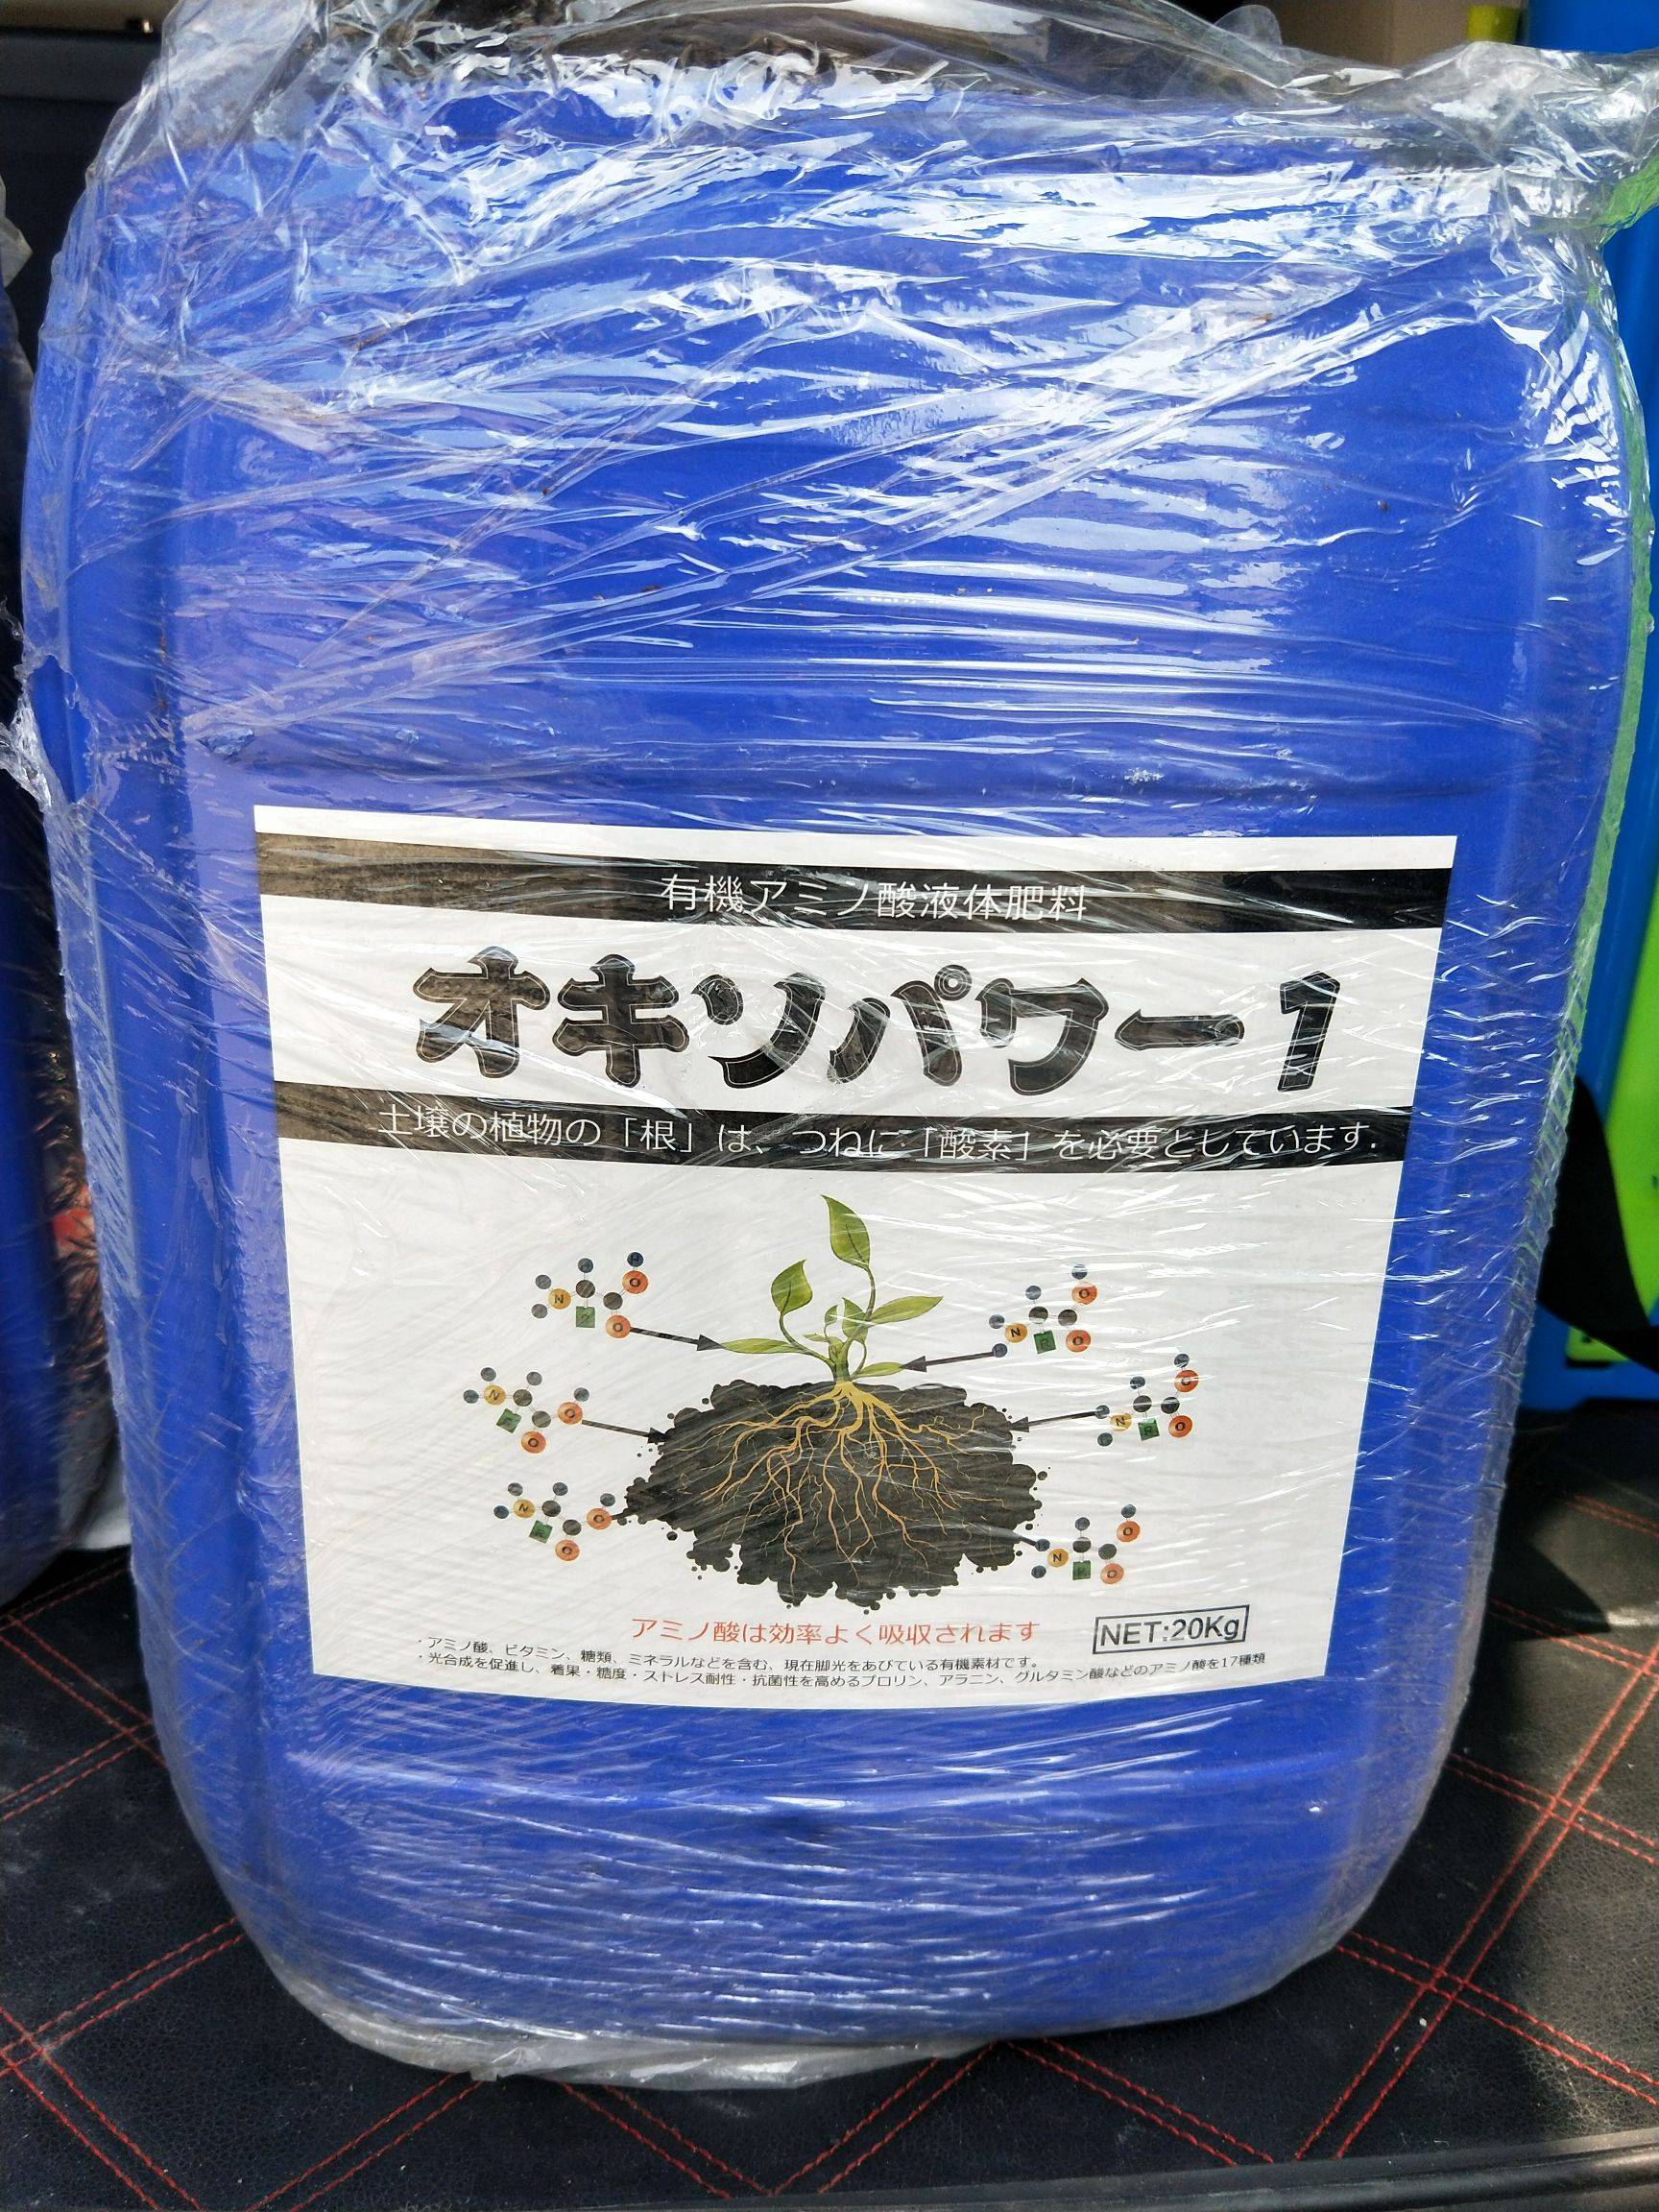 有機アミノ酸液体肥料
オキソパワー1
土壌の植物の「根」は、つねに「酸素」を必要としています.
アミノ酸は効率よく吸収されます
NET:20Kg
・アミノ酸、ビタミン、糖類、ミネラルなどを含む、現在脚光をあびている有機素材です。
・光合成を促進し、着果・糖度・ストレス耐性・抗菌性を高めるプロリン、アラニン、グルタミン酸などのアミノ酸を17種類